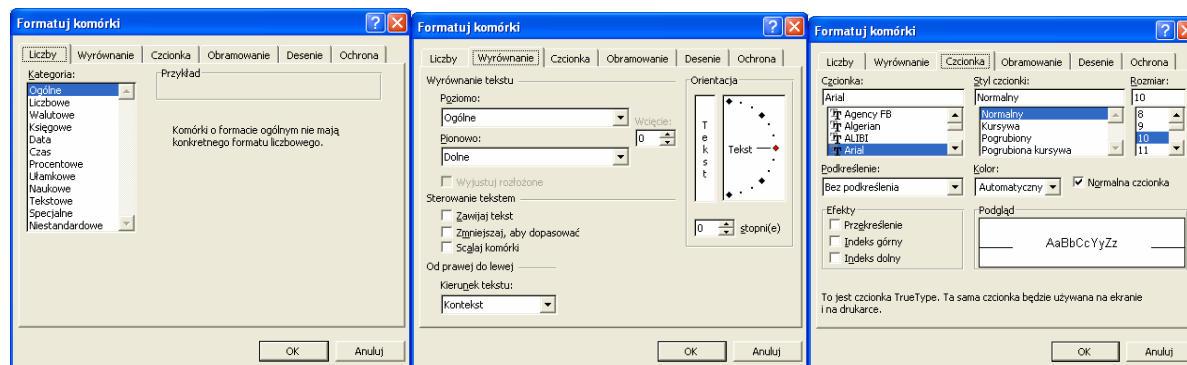 Formatuj komórki
Liczby Wyrównanie Czcionka Obramowanie Desenie Ochrona
Kategoria:
Ogólne
Liczbowe
Walutowe
Księgowe
Data
Czas
Procentowe
Ułamkowe
Naukowe
Tekstowe
Specjalne
Niestandardowe
Przykład
Komórki o formacie ogólnym nie mają
konkretnego formatu liczbowego.
OK Anuluj
Formatuj komórki
Liczby Wyrównanie Czcionka Obramowanie Desenie Ochrona
Wyrównanie tekstu
Poziomo:
Ogólne
Wcięcie:
0
Pionowo:
Dolne
Wyjustuj rozłożone
Sterowanie tekstem
Zawijaj tekst
Zmniejszaj, aby dopasować
Scalaj komórki
Od prawej do lewej
Kierunek tekstu:
Kontekst
Orientacja
Tekst
Tekst
0 stopni(e)
OK Anuluj
Formatuj komórki
Liczby Wyrównanie Czcionka Obramowanie Desenie Ochrona
Czcionka:
Arial
Agency FB
Algerian
ALIBI
Arial
Styl czcionki:
Normalny
Normalny
Kursywa
Pogrubiony
Pogrubiona kursywa
Rozmiar:
10
8
9
10
11
Podkreślenie:
Bez podkreślenia
Kolor:
Automatyczny
Normalna czcionka
Efekty
Przekreślenie
Indeks górny
Indeks dolny
Podgląd
AaBbCcYyZz
To jest czcionka TrueType. Ta sama czcionka będzie używana na ekranie
i na drukarce.
OK Anuluj